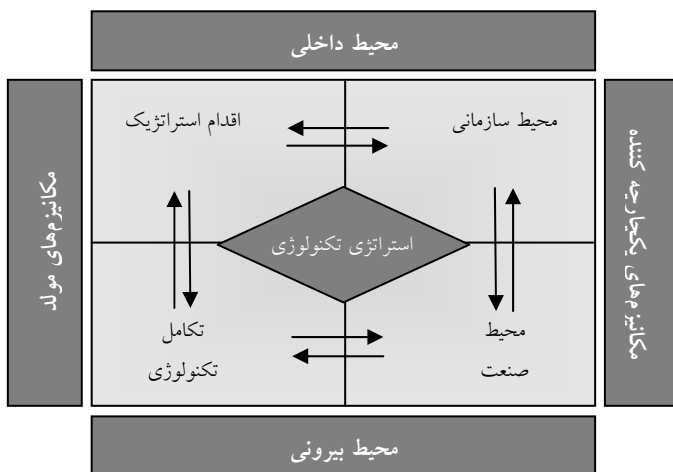 محیط داخلی
محیط سازمانی
اقدام استراتژیک
مکانیزم‌های یکپارچه کننده
استراتژی تکنولوژی
مکانیزم‌های مولد
محیط
صنعت
تکامل
تکنولوژی
محیط بیرونی